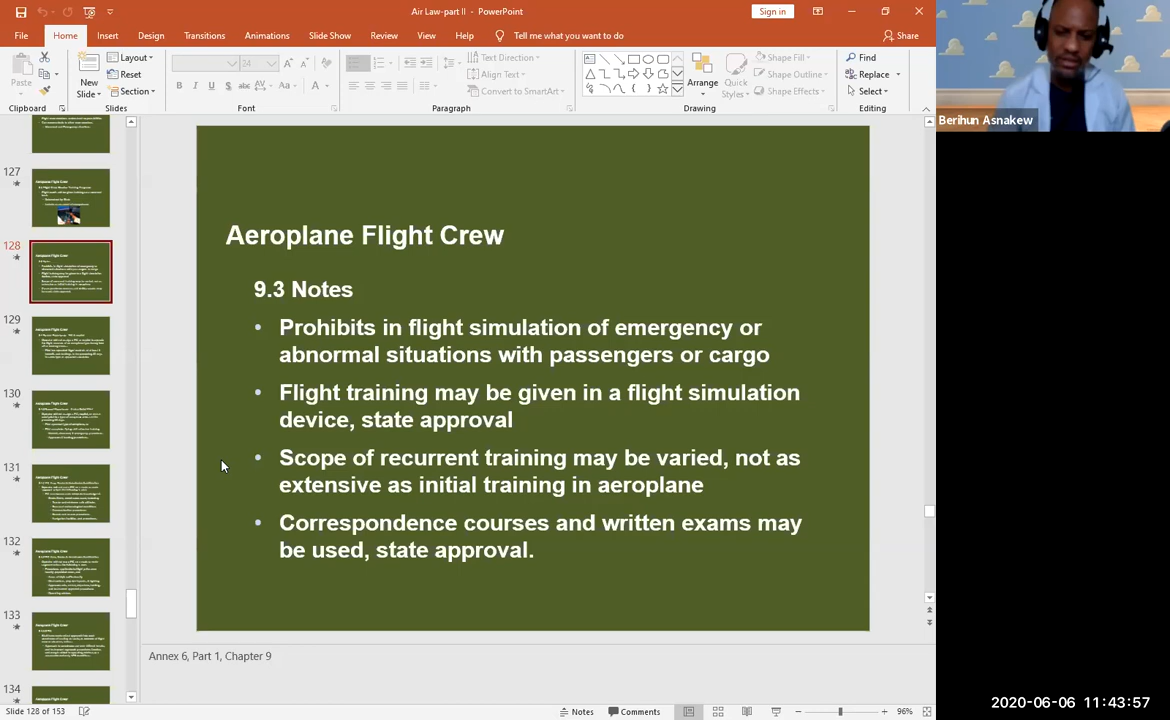 Air Law-part II - PowerPoint
Sign in
File Home Insert Design Transitions Animations Slide Show Review View Help Tell me what you want to do Share
Paste
New Slide
Layout
Reset
Section
24
B I U S abc AV Aa A
Text Direction
Align Text
Convert to SmartArt
Arrange
Quick Styles
Shape Fill
Shape Outline
Shape Effects
Find
Replace
Select
Clipboard Slides Font Paragraph Drawing Editing
Berihun Asnakew
127
128
129
130
131
132
133
134
Aeroplane Flight Crew
9.3 Notes
• Prohibits in flight simulation of emergency or
abnormal situations with passengers or cargo
• Flight training may be given in a flight simulation
device, state approval
• Scope of recurrent training may be varied, not as
extensive as initial training in aeroplane
• Correspondence courses and written exams may
be used, state approval.
Annex 6, Part 1, Chapter 9
Slide 128 of 153 Notes Comments 96%
2020-06-06 11:43:57